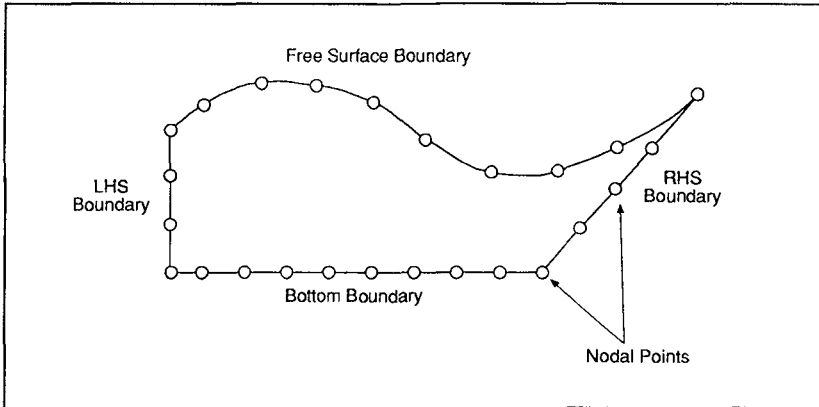 Free Surface Boundary
LHS
Boundary
RHS
Boundary
Bottom Boundary
Nodal Points